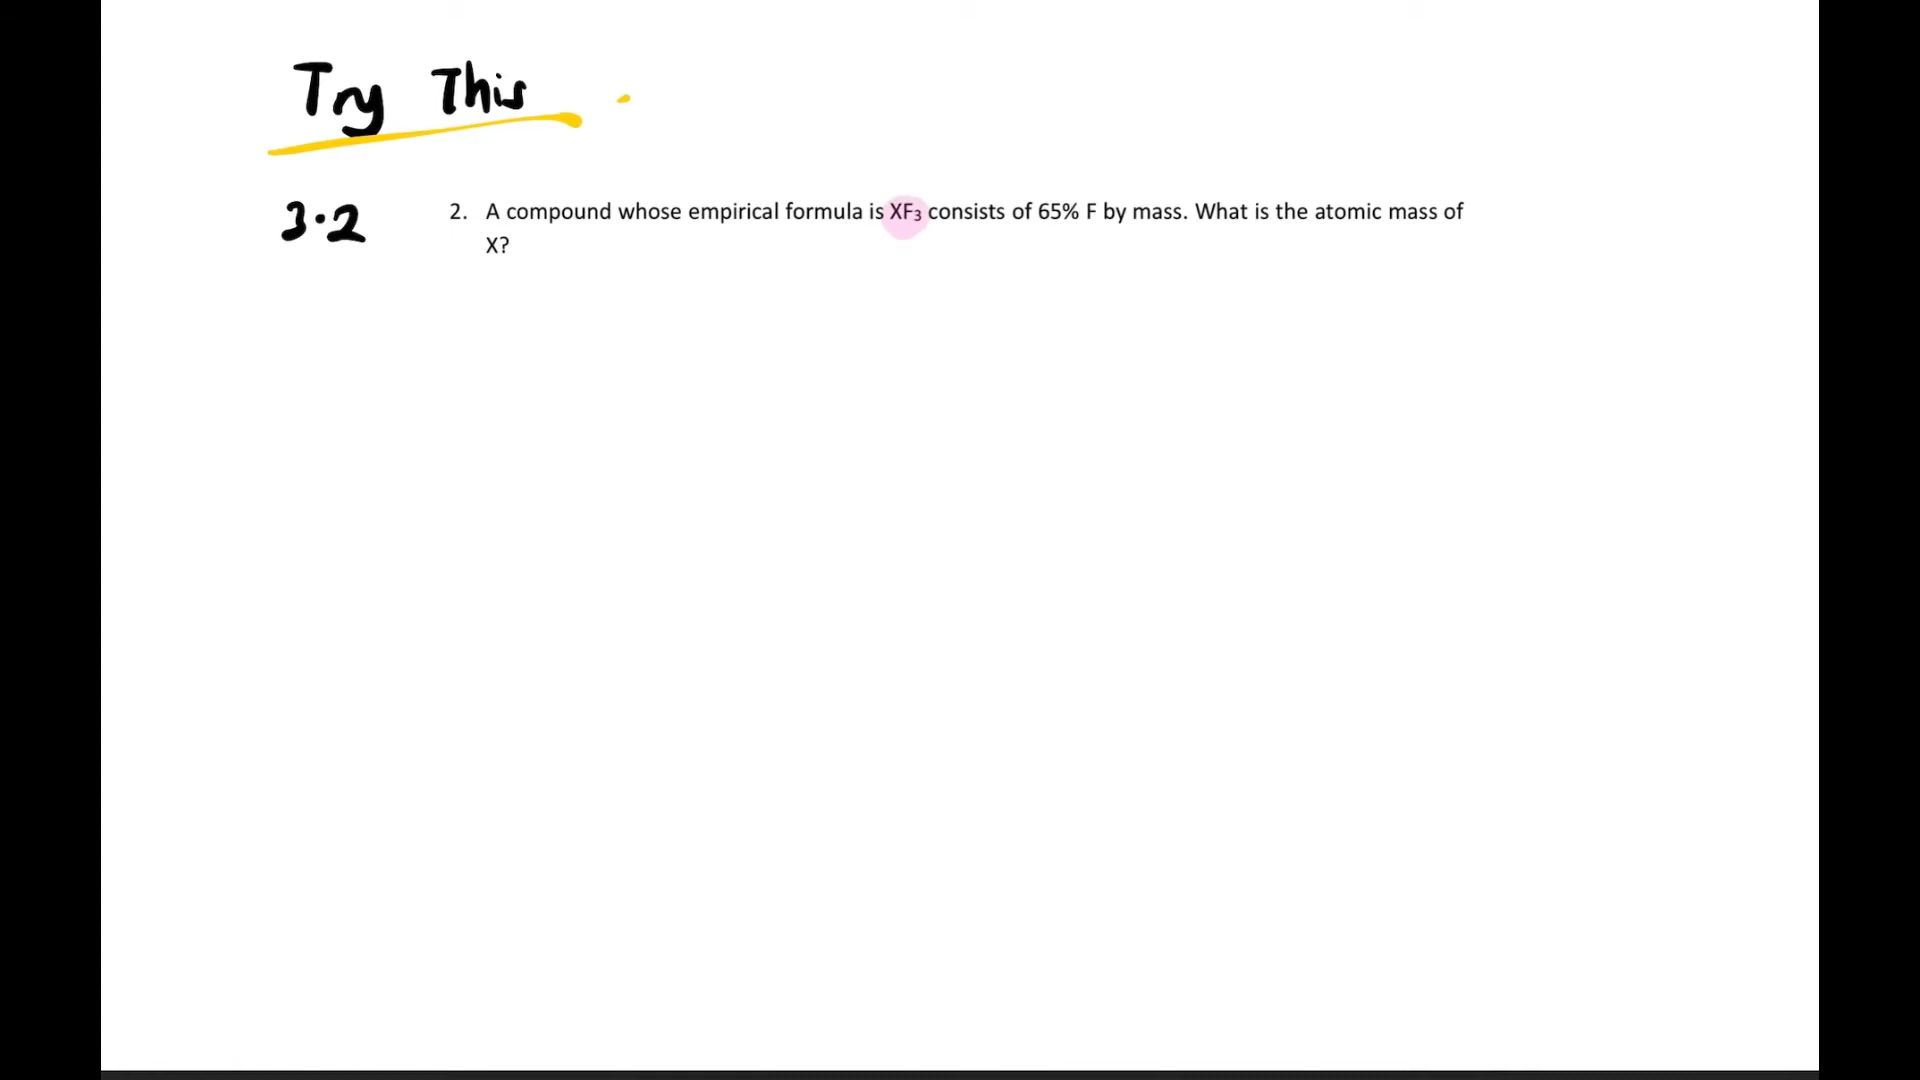 Try This
3.2
2. A compound whose empirical formula is XF₃ consists of 65% F by mass. What is the atomic mass of
X?